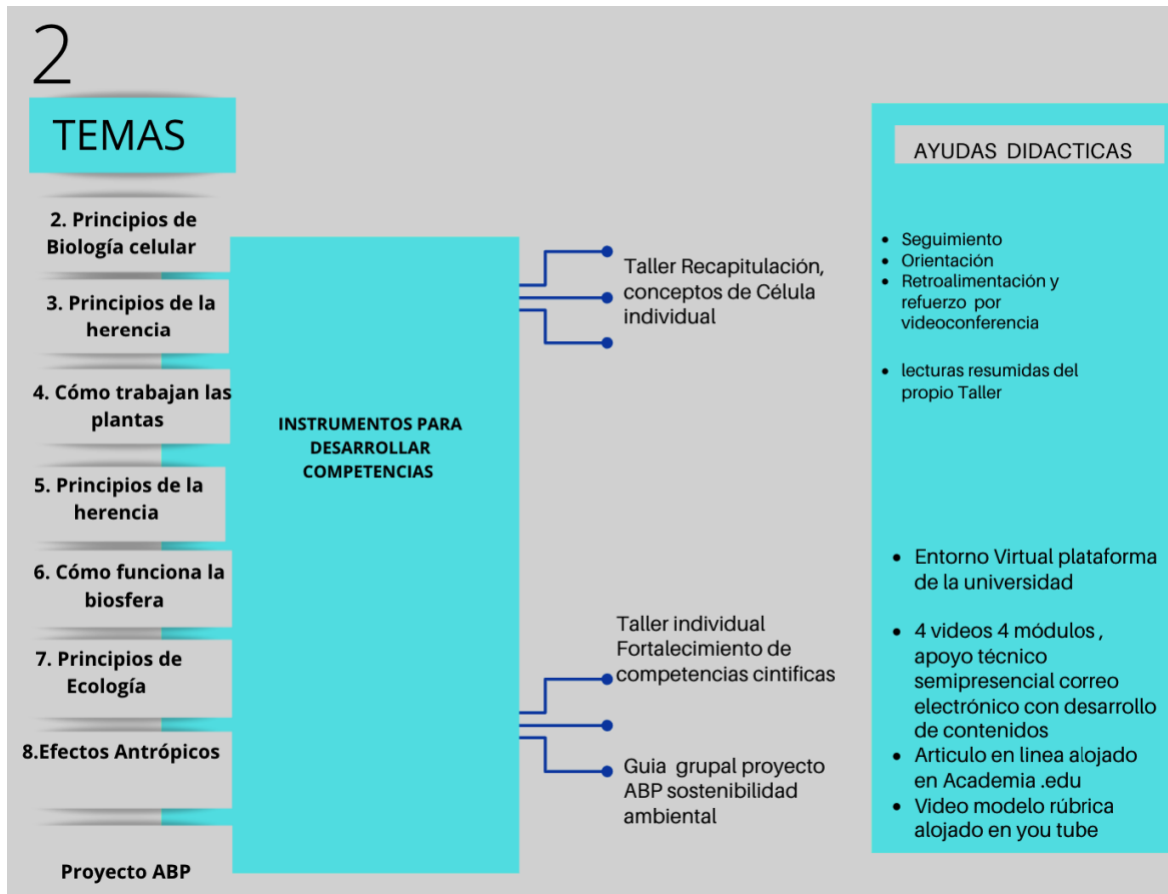 2
TEMAS
2. Principios de
Biología celular
3. Principios de la
herencia
4. Cómo trabajan las
plantas
5. Principios de la
herencia
6. Cómo funciona la
biosfera
7. Principios de
Ecología
8.Efectos Antrópicos
Proyecto ABP
INSTRUMENTOS PARA
DESARROLLAR
COMPETENCIAS
Taller Recapitulación,
conceptos de Célula
individual
Taller individual
Fortalecimiento de
competencias cintificas
Guia grupal proyecto
ABP sostenibilidad
ambiental
AYUDAS DIDACTICAS
• Seguimiento
• Orientación
• Retroalimentación y
refuerzo por
videoconferencia
• lecturas resumidas del
propio Taller
• Entorno Virtual plataforma
de la universidad
• 4 videos 4 módulos ,
apoyo técnico
semipresencial correo
electrónico con desarrollo
de contenidos
• Articulo en linea alojado
en Academia .edu
• Video modelo rúbrica
alojado en you tube